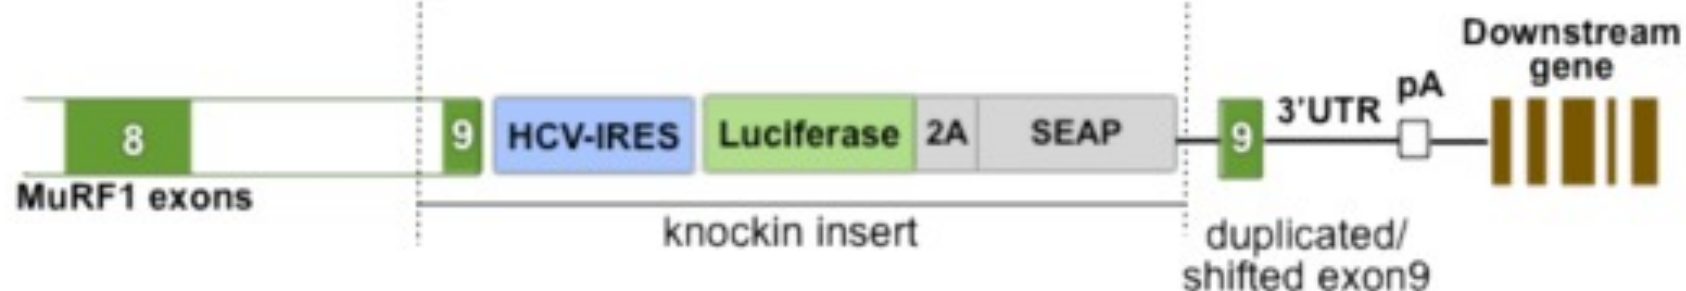 Downstream
gene
pA
3'UTR
8
9
HCV-IRES
Luciferase
2A
SEAP
9
MuRF1 exons
knockin insert
duplicated/
shifted exon9